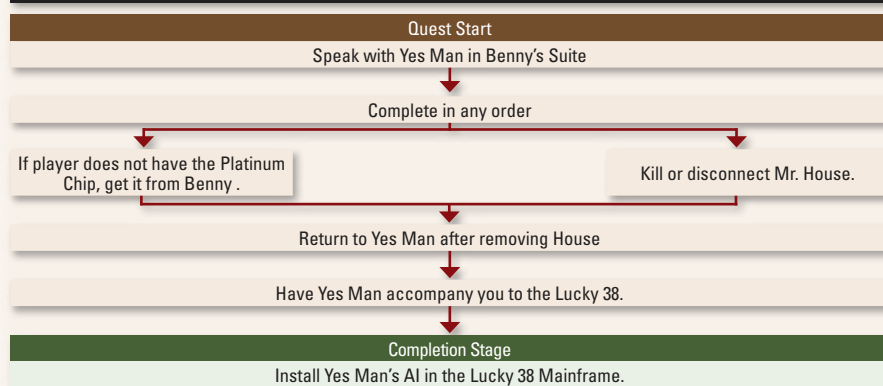 Quest Start
Speak with Yes Man in Benny's Suite
Complete in any order
If player does not have the Platinum
Chip, get it from Benny .
Kill or disconnect Mr. House.
Return to Yes Man after removing House
Have Yes Man accompany you to the Lucky 38.
Completion Stage
Install Yes Man's AI in the Lucky 38 Mainframe.